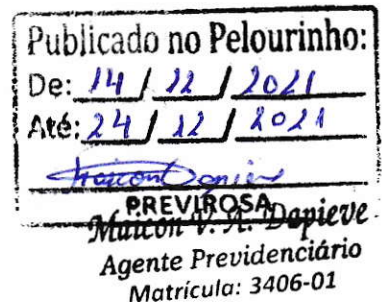 Publicado no Pelourinho:
De: 14 / 12 / 2021
Até: 24 / 12 / 2021
PREVIROSA
Maicon V. A. Dapieve
Agente Previdenciário
Matrícula: 3406-01